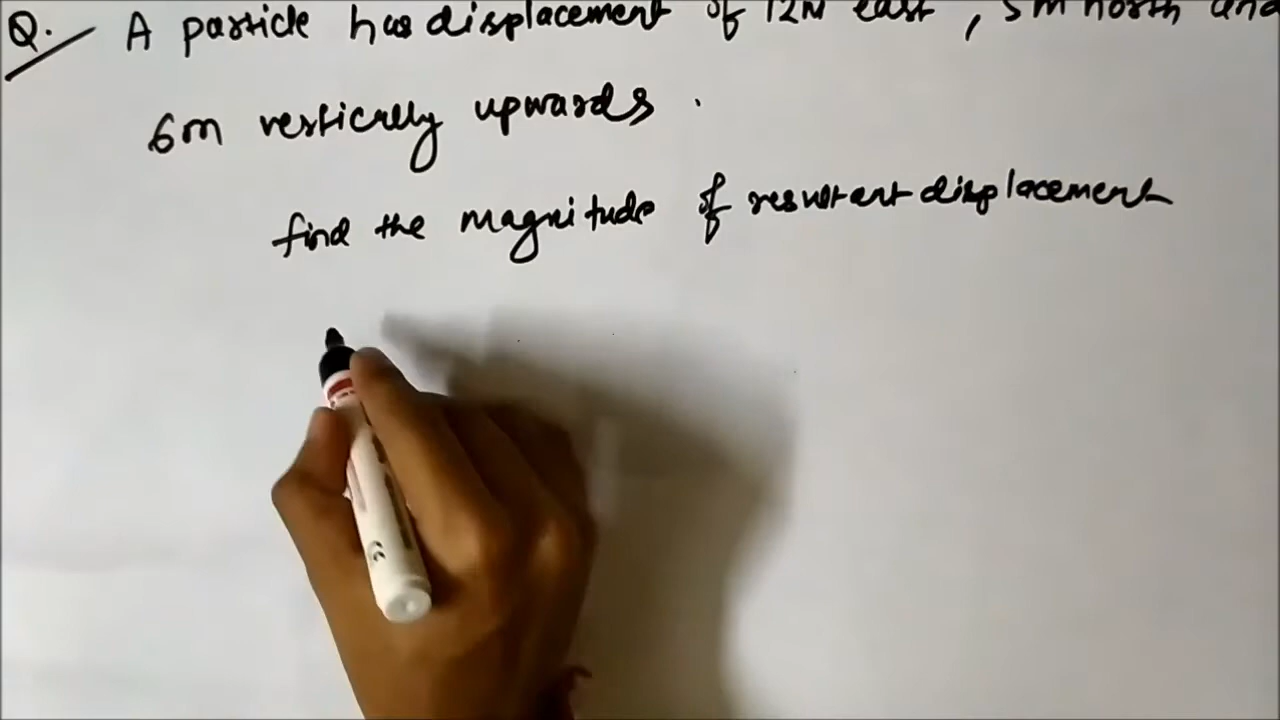 Q. A particle has displacement of 12m east, 5m north and
6m vertically upwards.
find the magnitude of resultant displacement